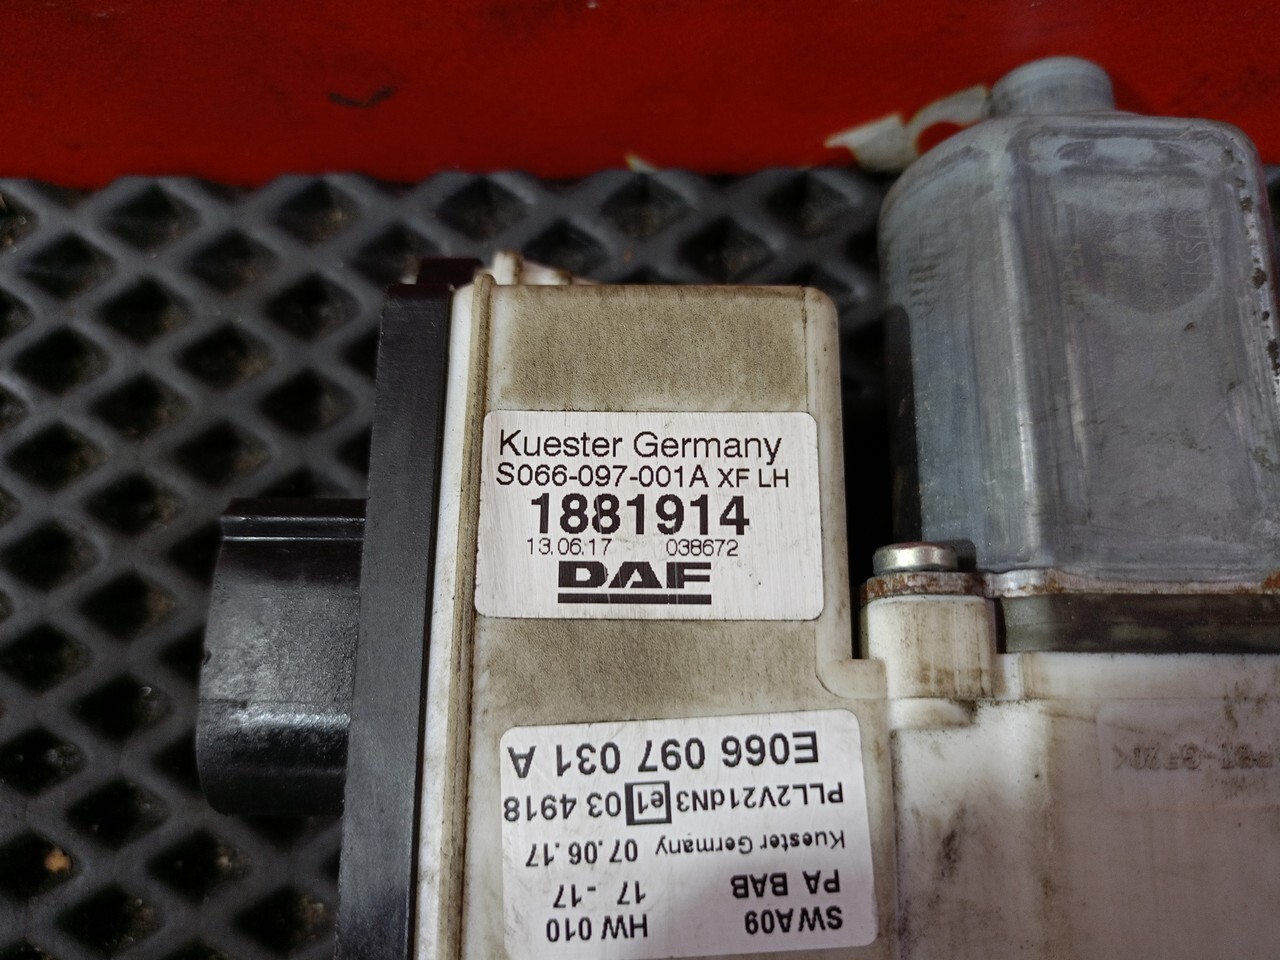 Kuester Germany
S066-097-001A XF LH
1881914
13.06.17 038672
DAF
E066 097 031 A
PLL2V21dN3 e1 03 4918
Kuester Germany 07.06.17
PA BAB 17 -17
SWA09 HW 010